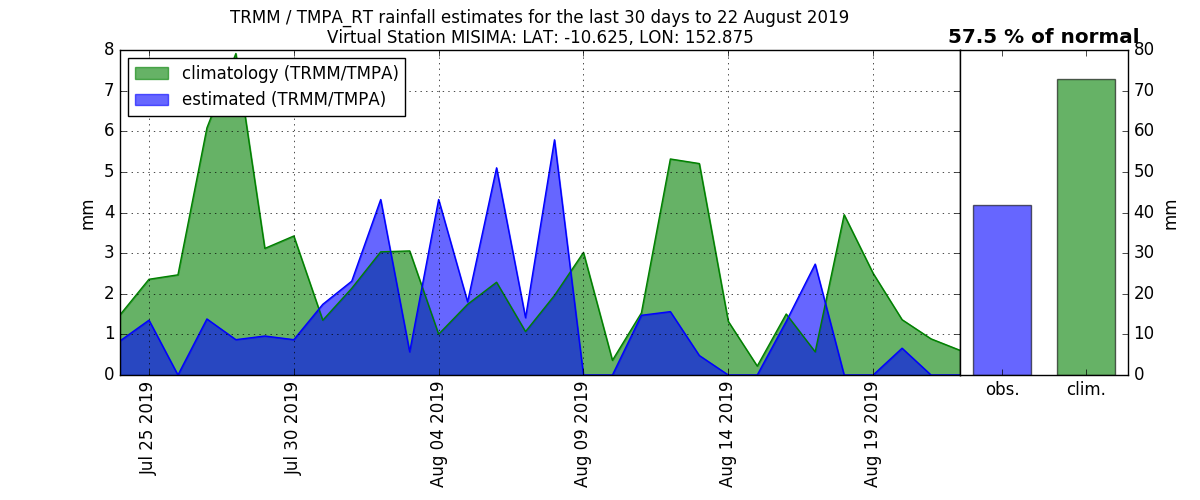 TRMM / TMPA_RT rainfall estimates for the last 30 days to 22 August 2019
Virtual Station MISIMA: LAT: -10.625, LON: 152.875
57.5 % of normal
climatology (TRMM/TMPA)
estimated (TRMM/TMPA)
8
7
6
5
4
3
2
1
0
mm
Jul 25 2019
Jul 30 2019
Aug 04 2019
Aug 09 2019
Aug 14 2019
Aug 19 2019
obs.
clim.
80
70
60
50
40
30
20
10
0
mm